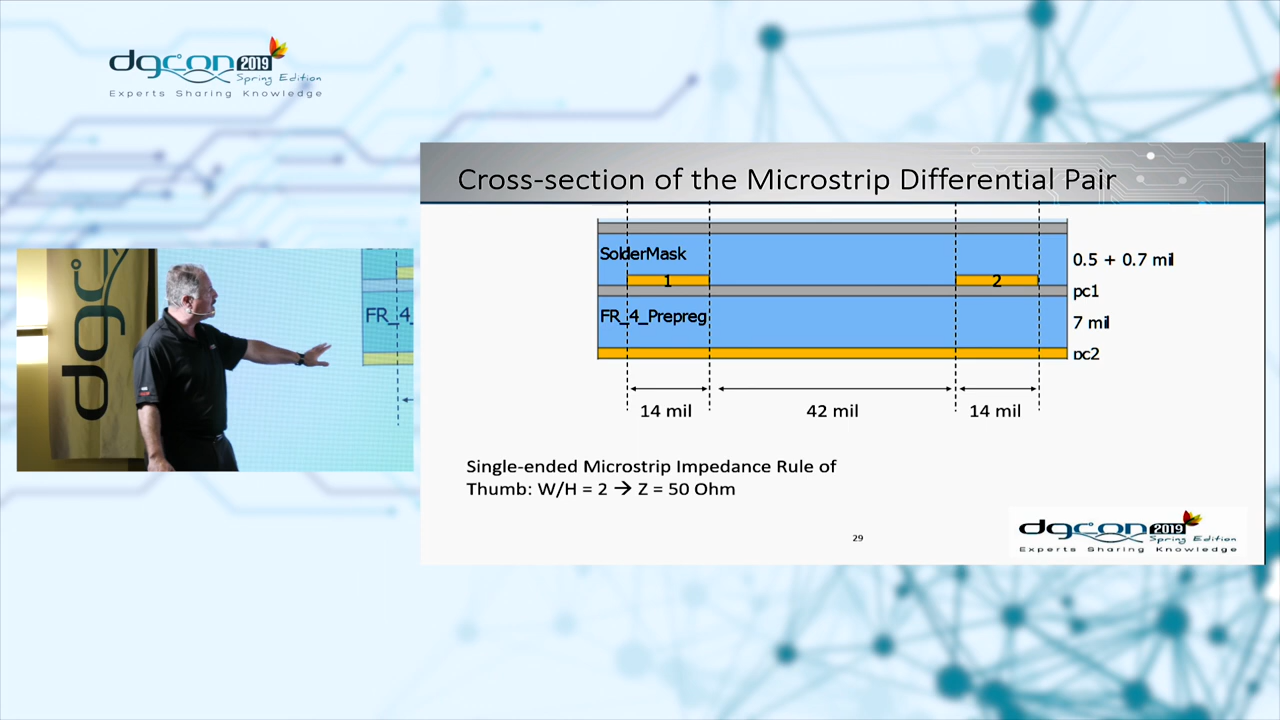 dgcon 2019
Spring Edition
Experts Sharing Knowledge
Cross-section of the Microstrip Differential Pair
SolderMask
0.5 + 0.7 mil
1
2
pc1
FR_4_Prepreg
7 mil
pc2
14 mil
42 mil
14 mil
Single-ended Microstrip Impedance Rule of
Thumb: W/H = 2 → Z = 50 Ohm
29
dgcon 2019
Spring Edition
Experts Sharing Knowledge
dgc
FR_4_